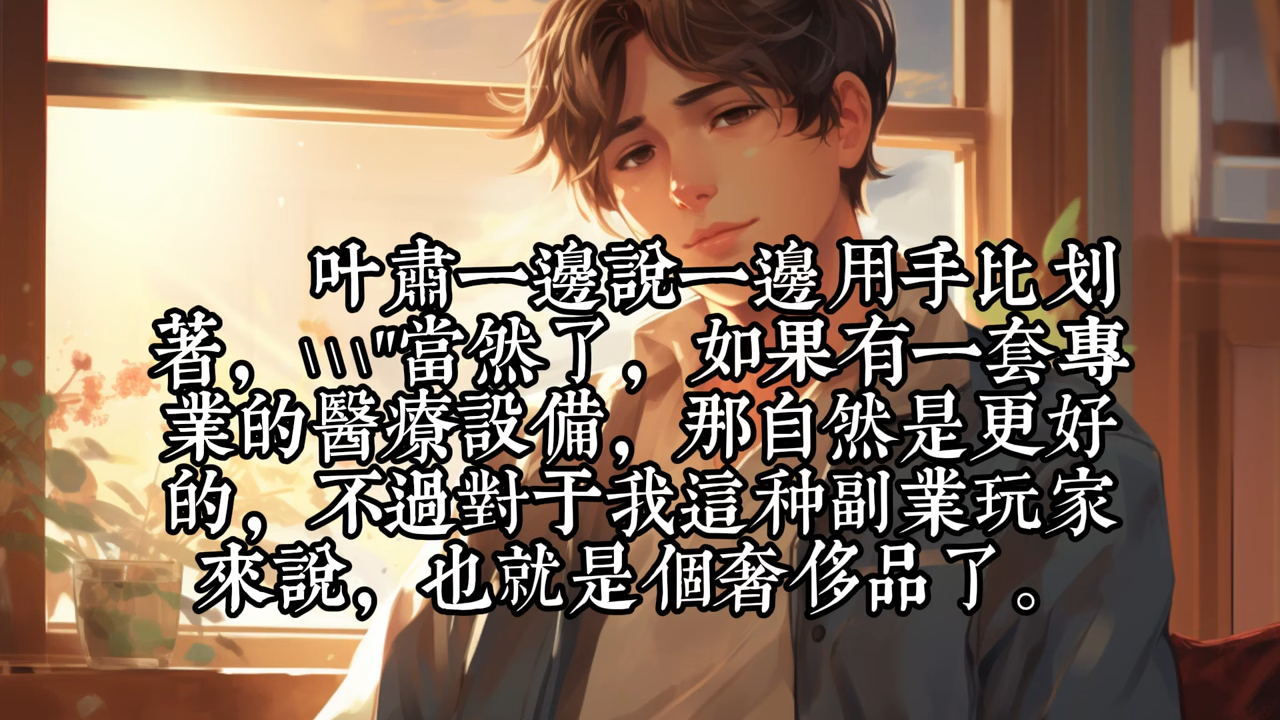 叶肅一邊說一邊用手比划
著，\\\"當然了，如果有一套專
業的醫療設備，那自然是更好
的，不過對于我這种副業玩家
來說，也就是個奢侈品了。